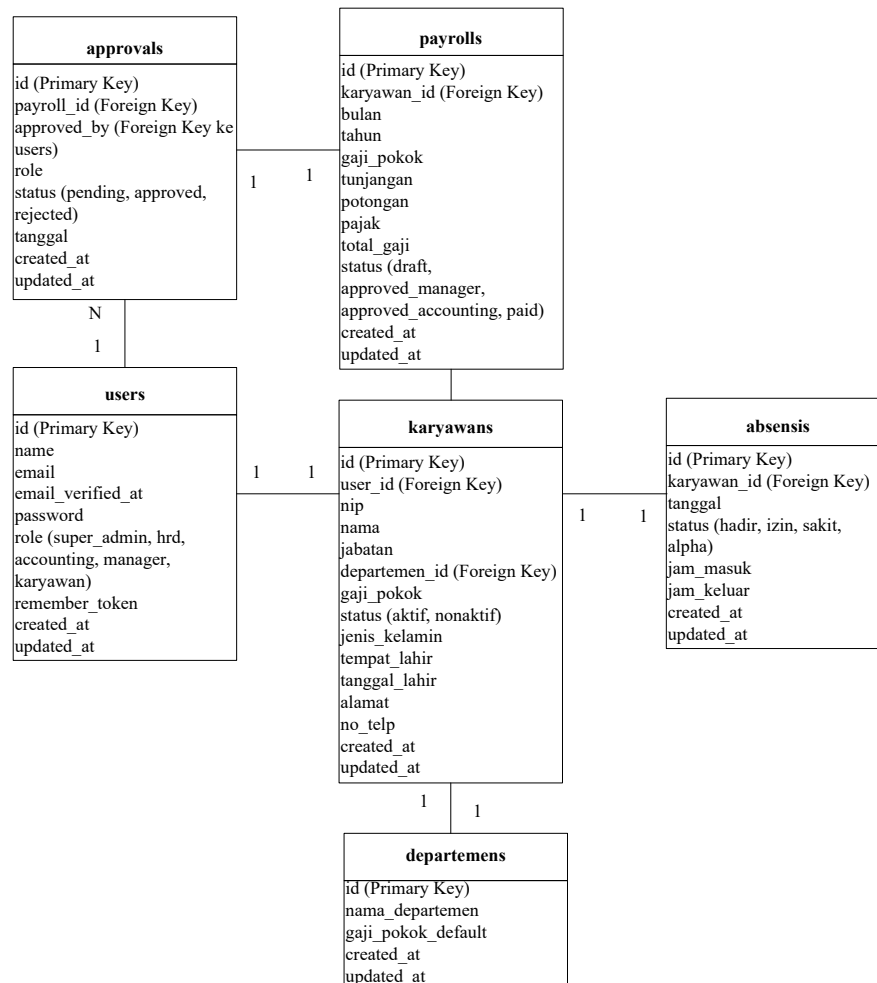 approvals
id (Primary Key)
payroll_id (Foreign Key)
approved_by (Foreign Key ke
users)
role
status (pending, approved,
rejected)
tanggal
created_at
updated_at
payrolls
id (Primary Key)
karyawan_id (Foreign Key)
bulan
tahun
gaji_pokok
tunjangan
potongan
pajak
total_gaji
status (draft,
approved_manager,
approved_accounting, paid)
created_at
updated_at
1
1
N
1
users
id (Primary Key)
name
email
email_verified_at
password
role (super_admin, hrd,
accounting, manager,
karyawan)
remember_token
created_at
updated_at
1
1
karyawans
id (Primary Key)
user_id (Foreign Key)
nip
nama
jabatan
departemen_id (Foreign Key)
gaji_pokok
status (aktif, nonaktif)
jenis_kelamin
tempat_lahir
tanggal_lahir
alamat
no_telp
created_at
updated_at
1
1
absensis
id (Primary Key)
karyawan_id (Foreign Key)
tanggal
status (hadir, izin, sakit,
alpha)
jam_masuk
jam_keluar
created_at
updated_at
1
1
departemens
id (Primary Key)
nama_departemen
gaji_pokok_default
created_at
updated_at